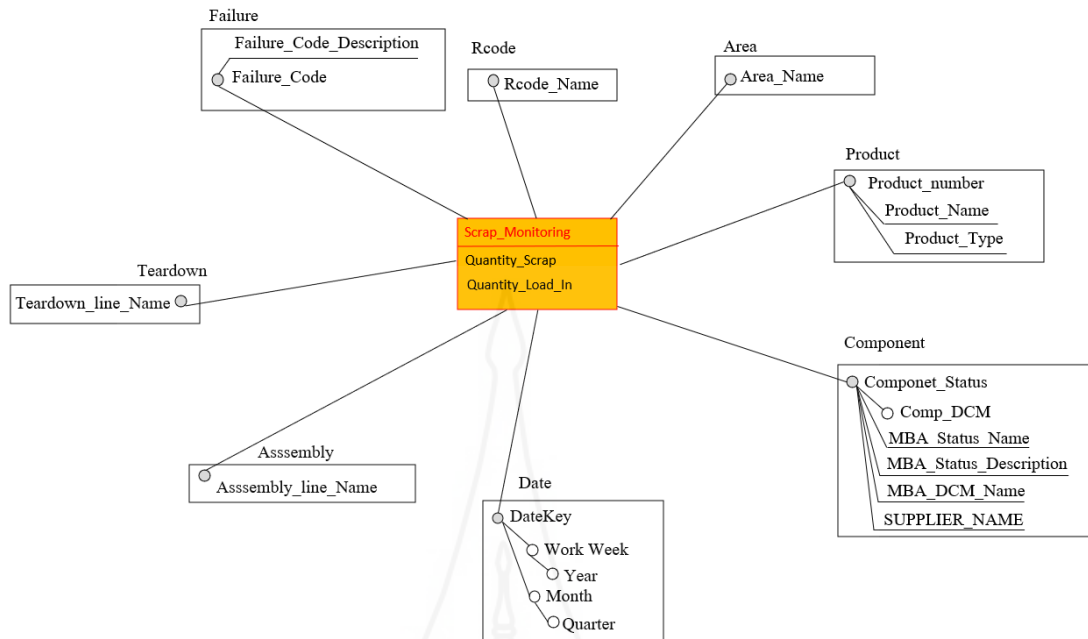 Failure
Failure_Code_Description
Failure_Code
Rcode
Rcode_Name
Area
Area_Name
Product
Product_number
Product_Name
Product_Type
Scrap_Monitoring
Quantity_Scrap
Quantity_Load_In
Teardown
Teardown_line_Name
Component
Componet_Status
Comp_DCM
MBA_Status_Name
MBA_Status_Description
MBA_DCM_Name
SUPPLIER_NAME
Asssembly
Asssembly_line_Name
Date
DateKey
Work Week
Year
Month
Quarter